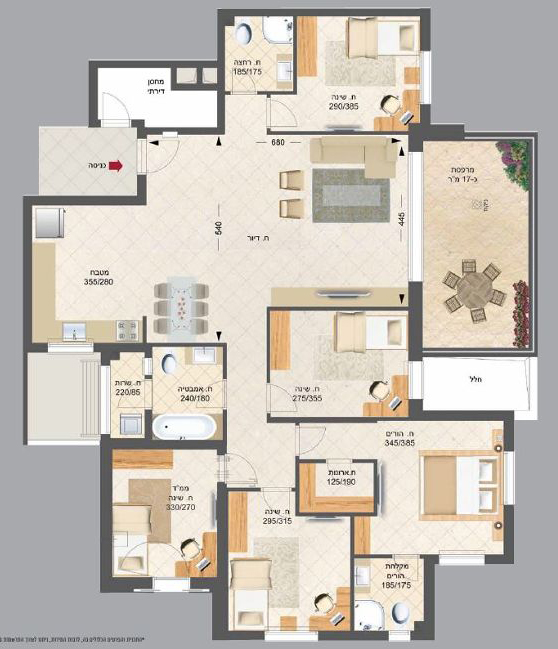 ח. רחצה
185/175
ח. שינה
290/385
מחסן
דירתי
כניסה
680
מרפסת
כ-17 מ"ר
ניקוז
540
445
ח. דיור
מטבח
355/280
ח. שרות
220/85
ח. אמבטיה
240/180
ח. שינה
275/355
חלל
ח. הורים
345/385
ח.ארונות
125/190
ממ"ד
ח. שינה
330/270
ח. שינה
295/315
מקלחת
הורים
185/175